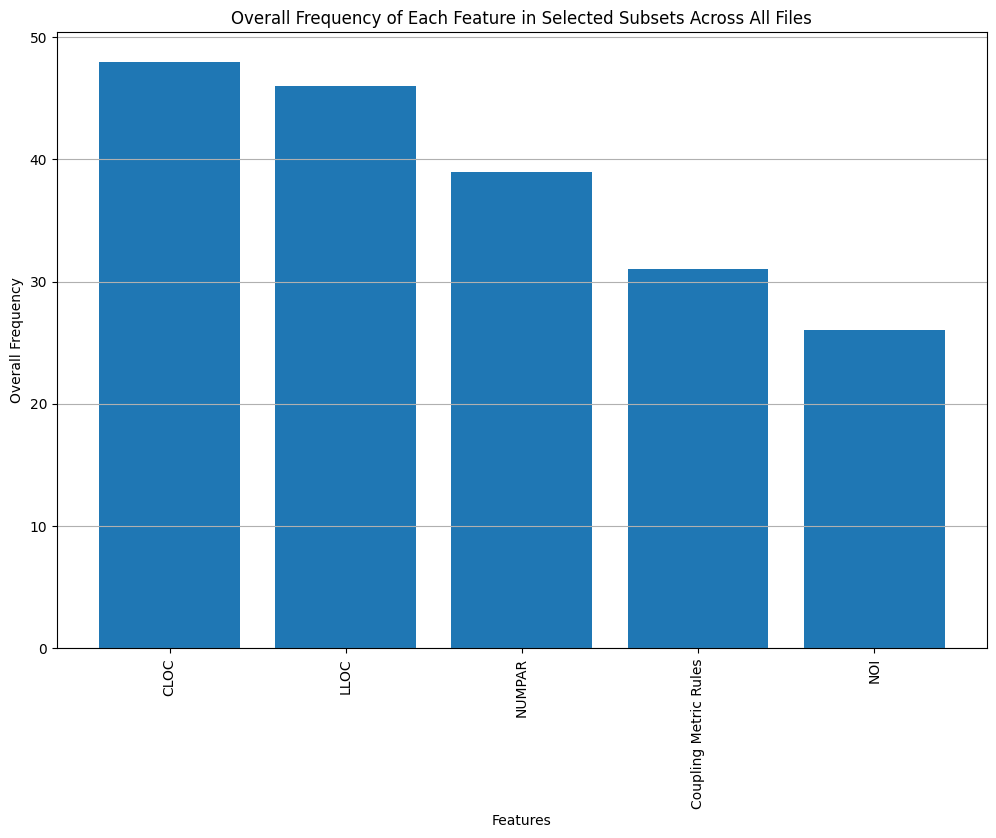 Overall Frequency of Each Feature in Selected Subsets Across All Files
Overall Frequency
50
40
30
20
10
0
CLOC
LLOC
NUMPAR
Coupling Metric Rules
NOI
Features